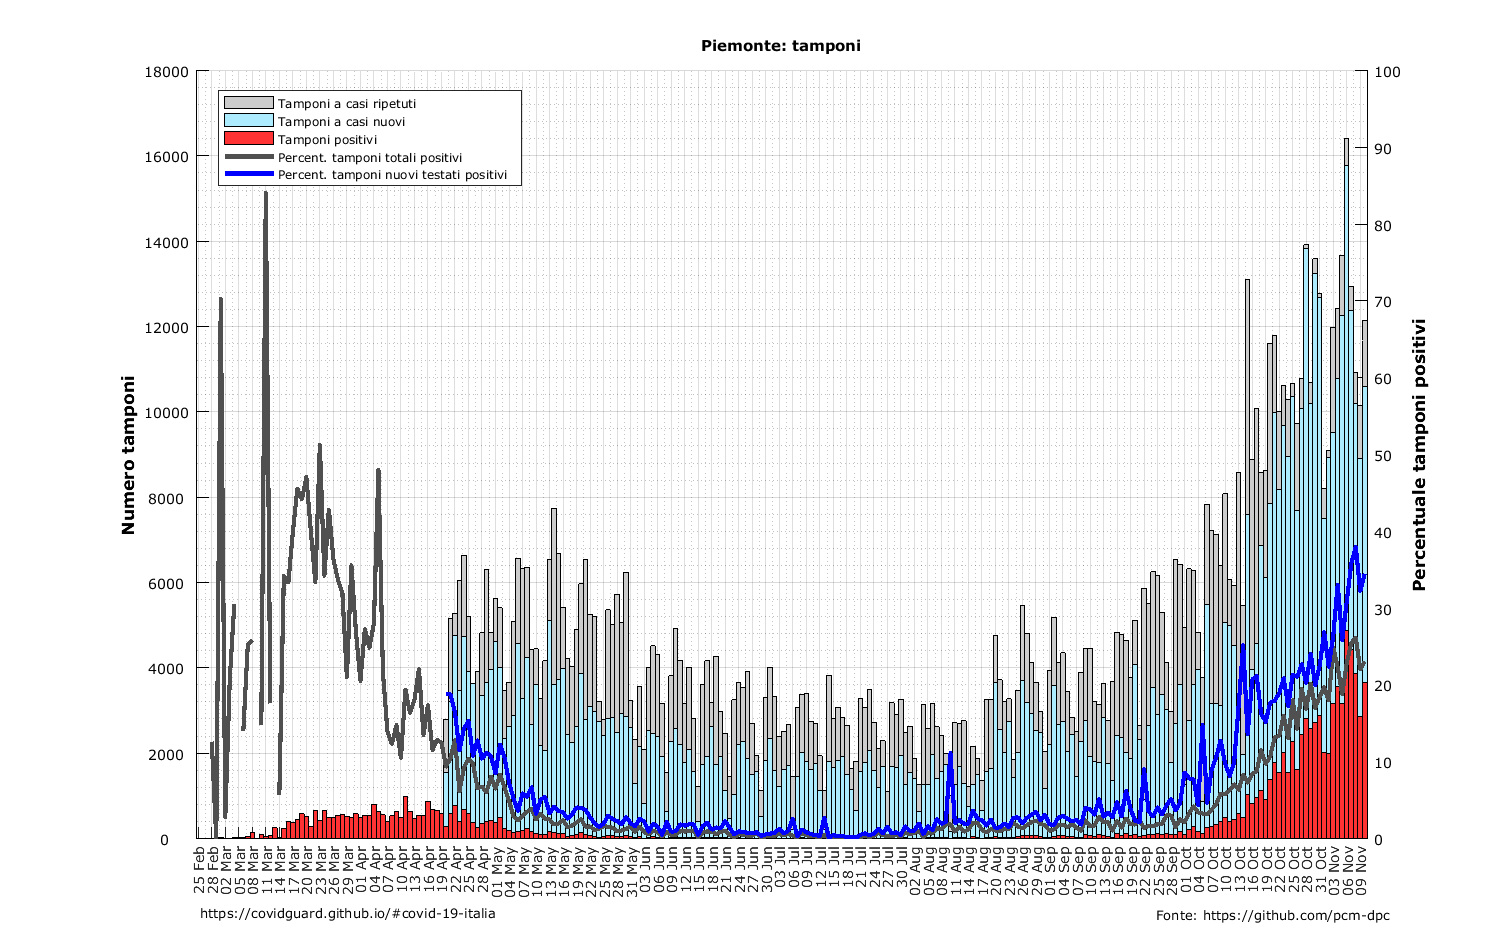 Piemonte: tamponi
18000
16000
14000
12000
10000
8000
6000
4000
2000
0
Numero tamponi
Tamponi a casi ripetuti
Tamponi a casi nuovi
Tamponi positivi
Percent. tamponi totali positivi
Percent. tamponi nuovi testati positivi
100
90
80
70
60
50
40
30
20
10
0
Percentuale tamponi positivi
25 Feb
28 Feb
02 Mar
05 Mar
08 Mar
11 Mar
14 Mar
17 Mar
20 Mar
23 Mar
26 Mar
29 Mar
01 Apr
04 Apr
07 Apr
10 Apr
13 Apr
16 Apr
19 Apr
22 Apr
25 Apr
28 Apr
01 May
04 May
07 May
10 May
13 May
16 May
19 May
22 May
25 May
28 May
31 May
03 Jun
06 Jun
09 Jun
12 Jun
15 Jun
18 Jun
21 Jun
24 Jun
27 Jun
30 Jun
03 Jul
06 Jul
09 Jul
12 Jul
15 Jul
18 Jul
21 Jul
24 Jul
27 Jul
30 Jul
02 Aug
05 Aug
08 Aug
11 Aug
14 Aug
17 Aug
20 Aug
23 Aug
26 Aug
29 Aug
01 Sep
04 Sep
07 Sep
10 Sep
13 Sep
16 Sep
19 Sep
22 Sep
25 Sep
28 Sep
01 Oct
04 Oct
07 Oct
10 Oct
13 Oct
16 Oct
19 Oct
22 Oct
25 Oct
28 Oct
31 Oct
03 Nov
06 Nov
09 Nov
https://covidguard.github.io/#covid-19-italia
Fonte: https://github.com/pcm-dpc